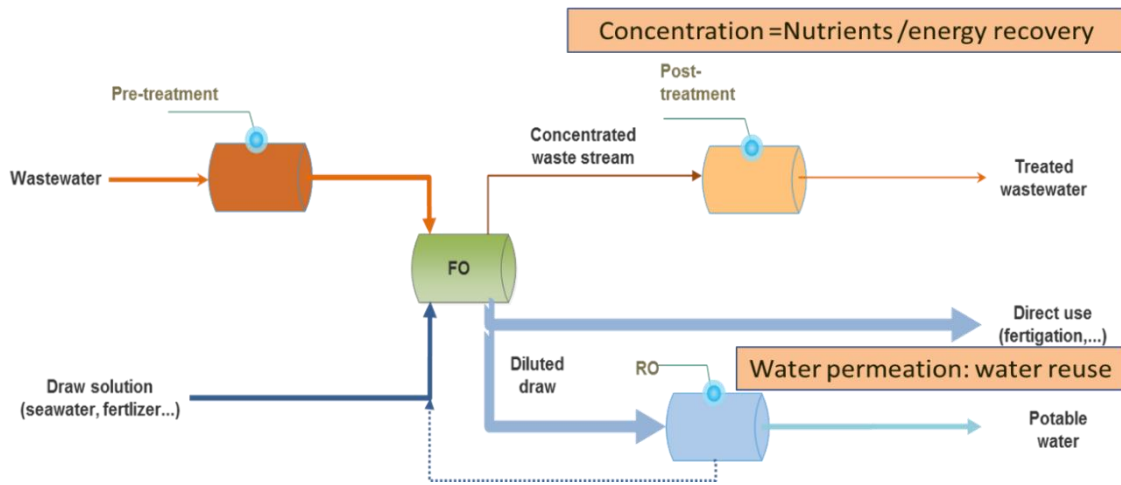 Concentration =Nutrients /energy recovery
Post-
treatment
Pre-treatment
Concentrated
waste stream
Wastewater
Treated
wastewater
FO
Direct use
(fertigation,...)
Diluted
draw
RO
Water permeation: water reuse
Draw solution
(seawater, fertlizer...)
Potable
water